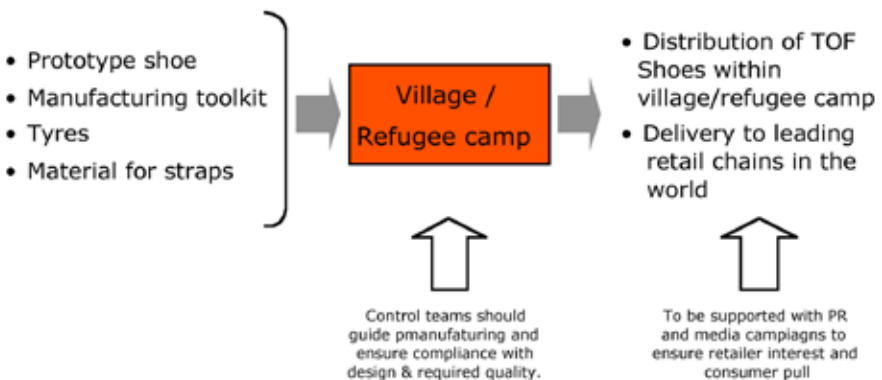 • Prototype shoe
• Manufacturing toolkit
• Tyres
• Material for straps
Village /
Refugee camp
• Distribution of TOF
Shoes within
village/refugee camp
• Delivery to leading
retail chains in the
world
Control teams should
guide pmanufaturing and
ensure compliance with
design & required quality.
To be supported with PR
and media campiagns to
ensure retailer interest and
consumer pull